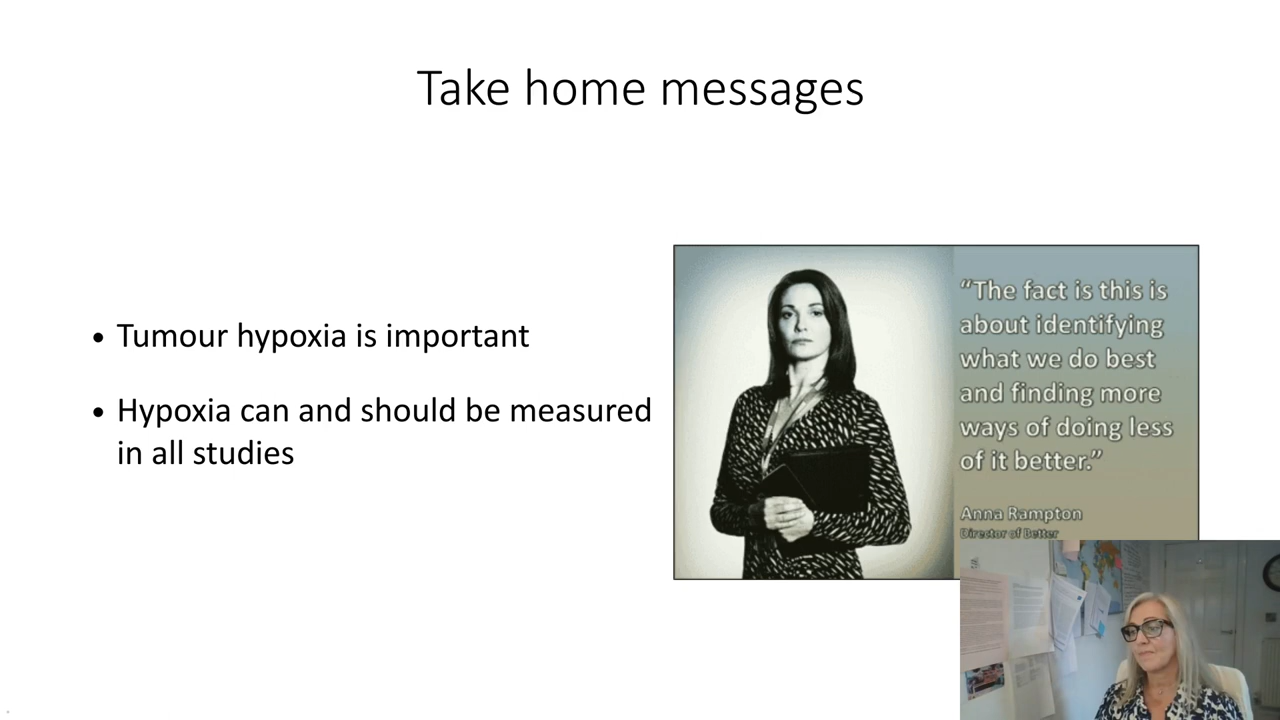 Take home messages
• Tumour hypoxia is important
• Hypoxia can and should be measured
in all studies
“The fact is this is
about identifying
what we do best
and finding more
ways of doing less
of it better.”
Anna Rampton
Director of Better